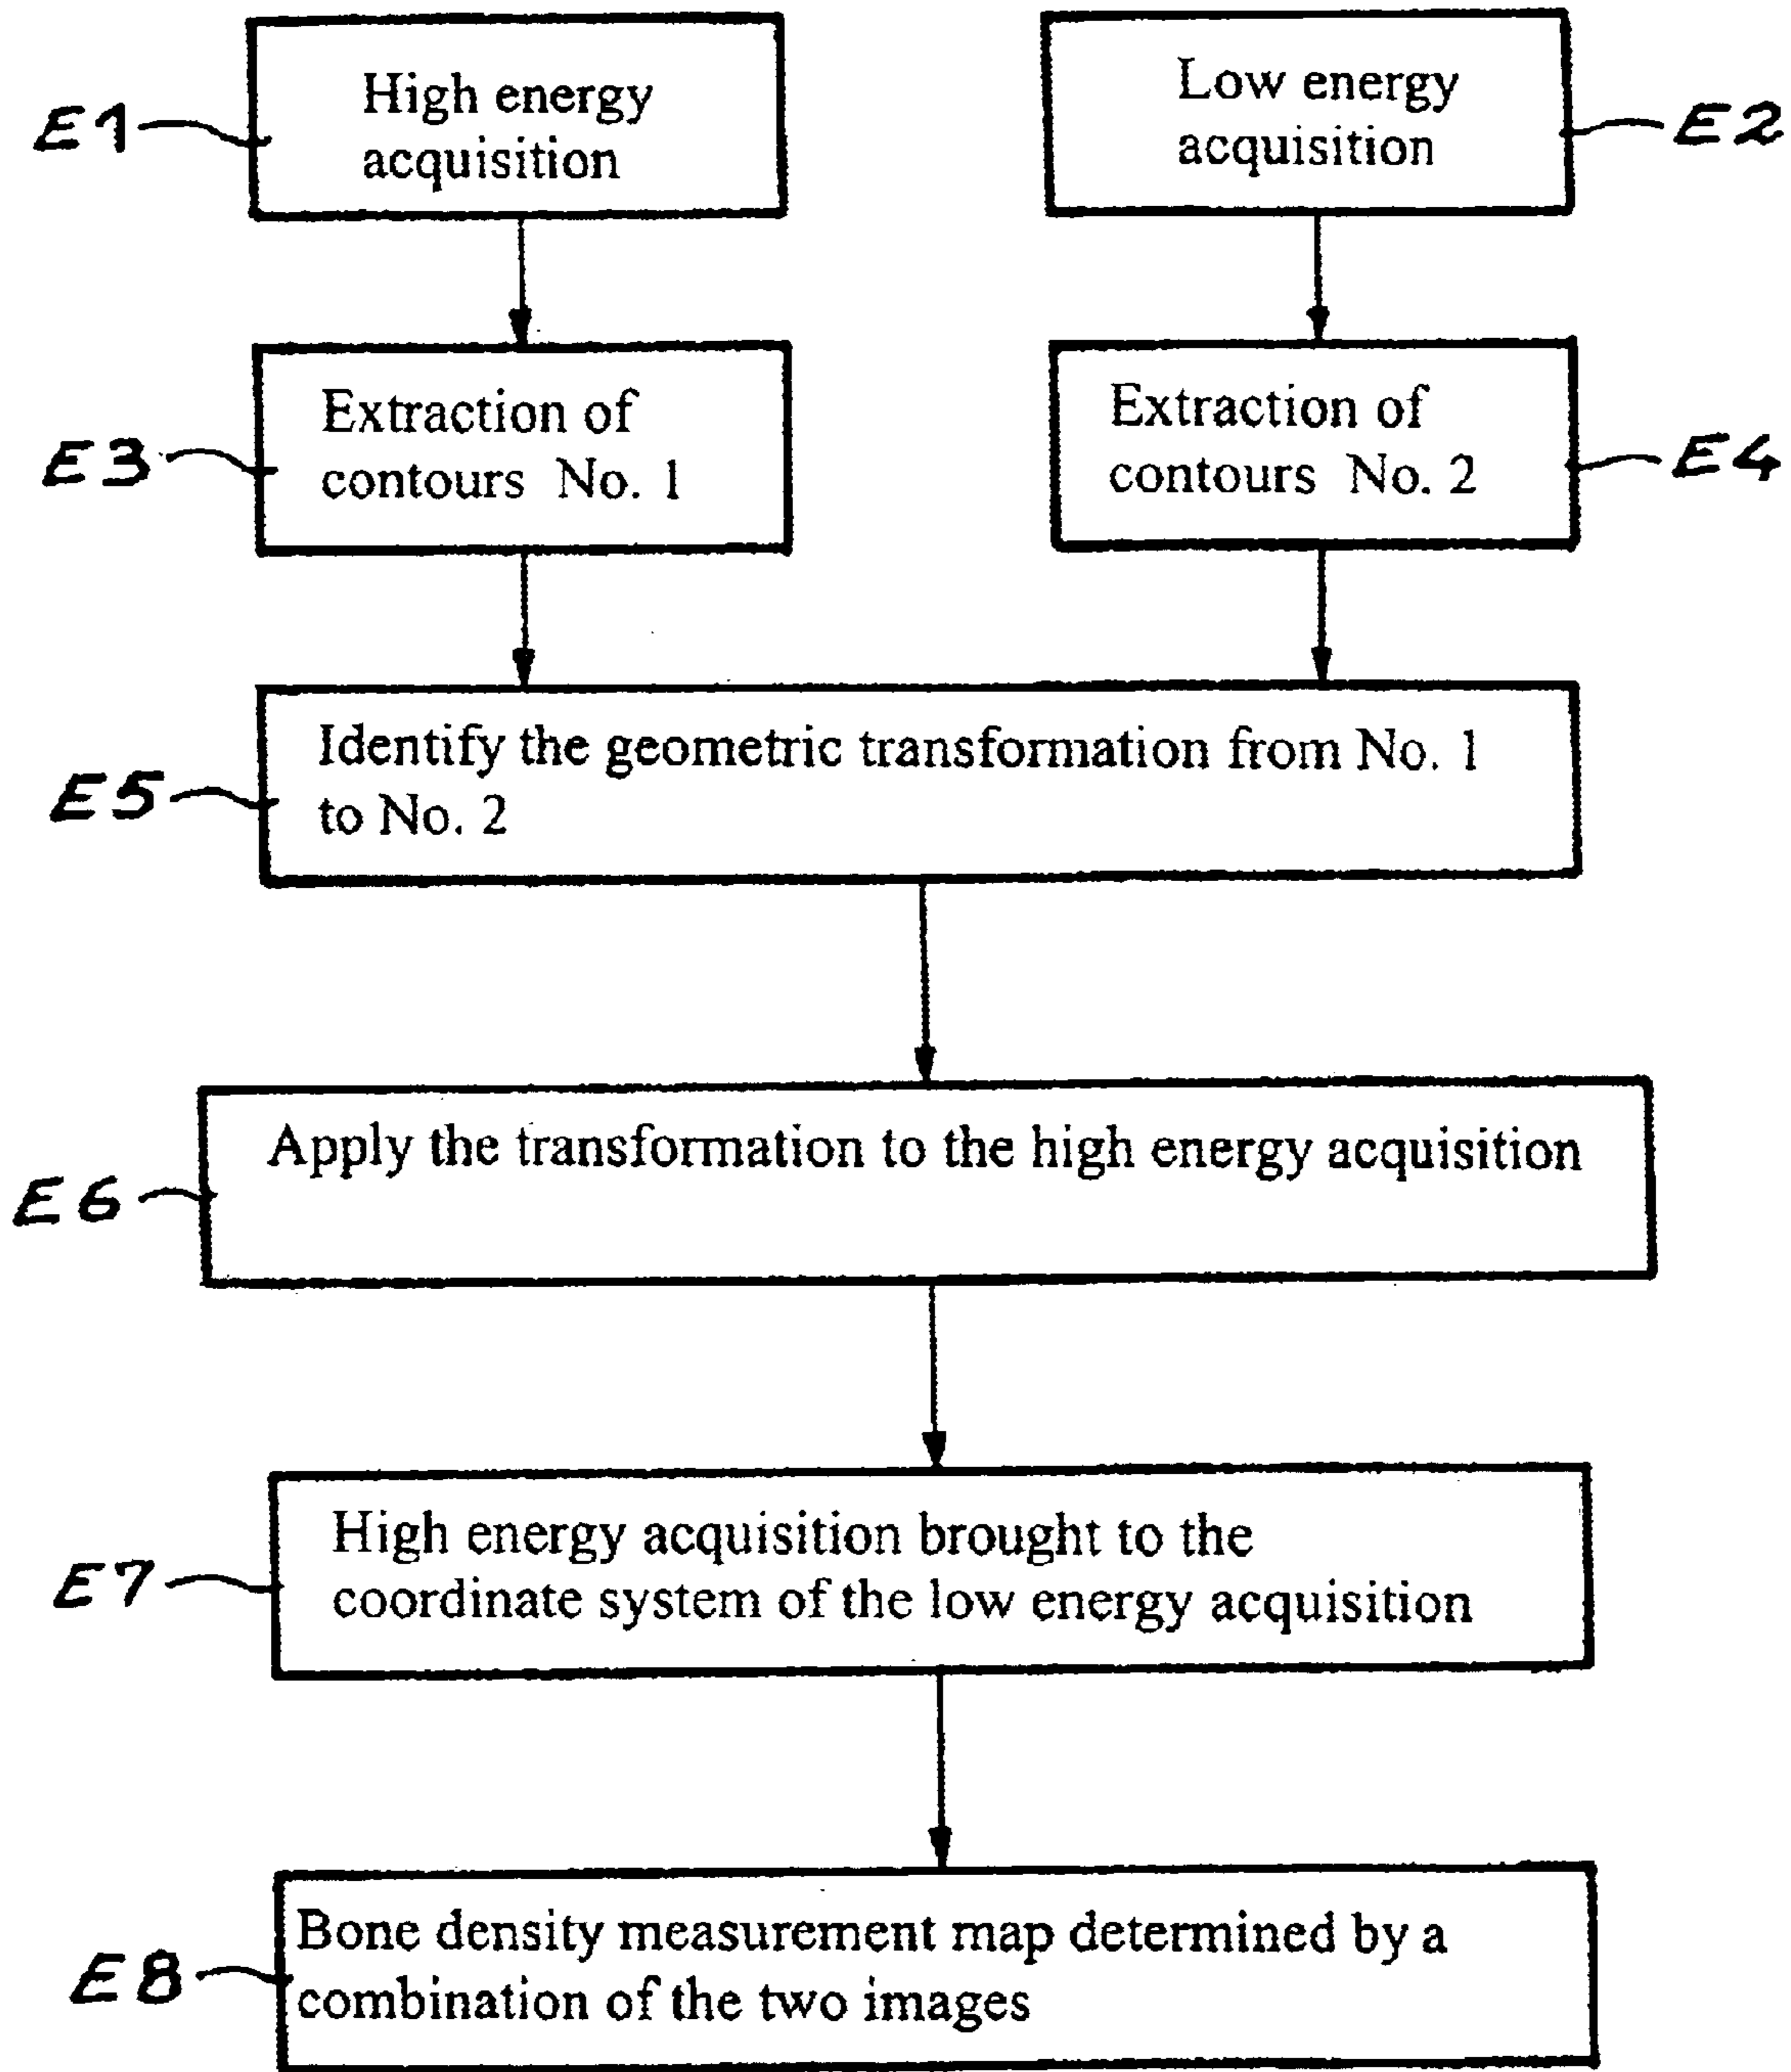 High energy
acquisition
E1
Low energy
acquisition
E2
Extraction of
contours No. 1
E3
Extraction of
contours No. 2
E4
Identify the geometric transformation from No. 1
to No. 2
E5
Apply the transformation to the high energy acquisition
E6
High energy acquisition brought to the
coordinate system of the low energy acquisition
E7
Bone density measurement map determined by a
combination of the two images
E8